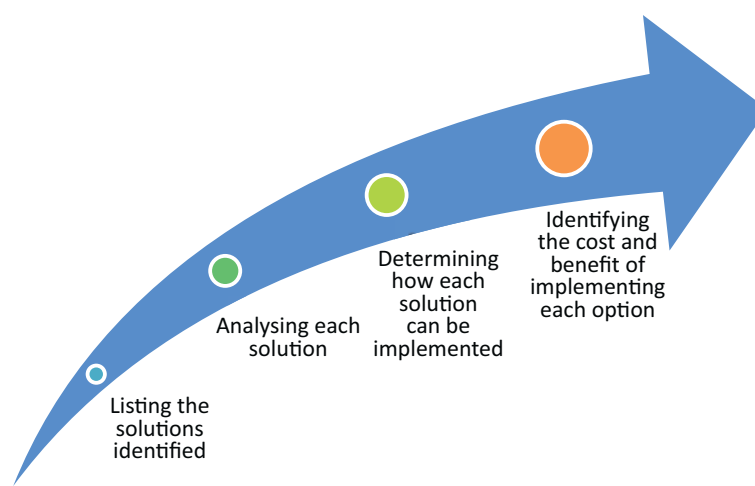 Listing the
solutions
identified
Analysing each
solution
Determining
how each
solution
can be
implemented
Identifying
the cost and
benefit of
implementing
each option